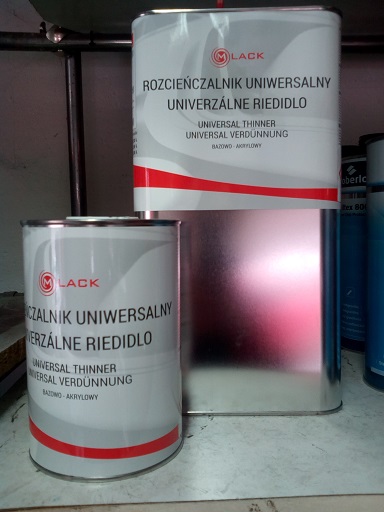 M LACK
ROZCIEŃCZALNIK UNIWERSALNY
UNIVERZÁLNE RIEDIDLO
UNIVERSAL THINNER
UNIVERSAL VERDÜNNUNG
BAZOWO - AKRYLOWY
M LACK
CZALNIK UNIWERSALNY
VERZÁLNE RIEDIDLO
UNIVERSAL THINNER
NIVERSAL VERDÜNNUNG
BAZOWO - AKRYLOWY